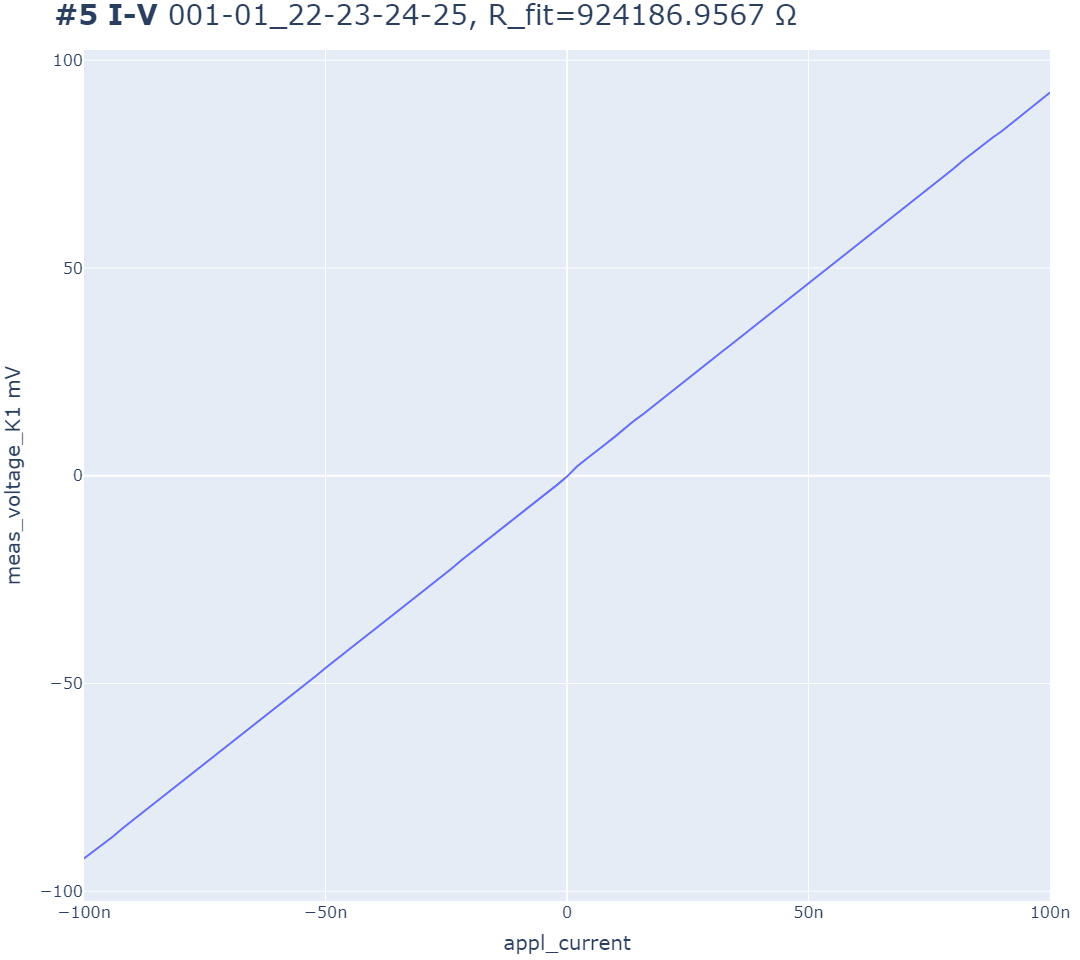 #5 I-V 001-01_22-23-24-25, R_fit=924186.9567 Ω
100
50
0
−50
−100
meas_voltage_K1 mV
−100n −50n 0 50n 100n
appl_current